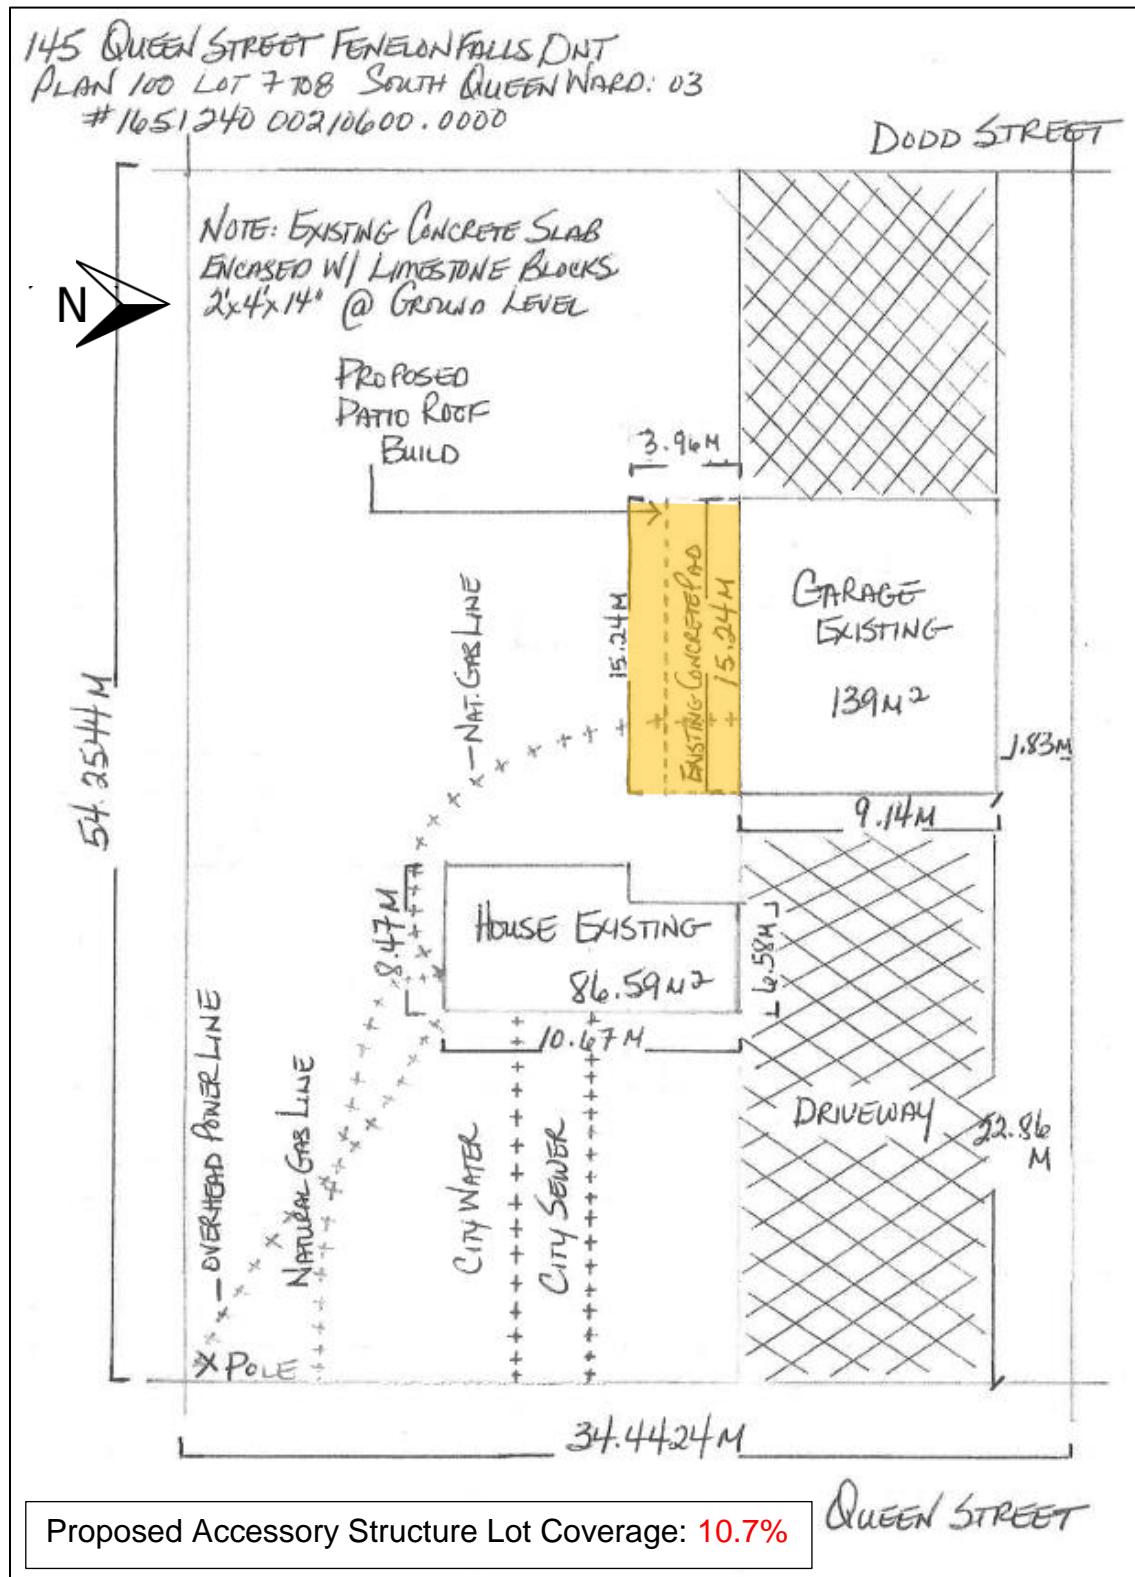 145 QUEEN STREET FENELON FALLS ONT
PLAN 100 LOT 7 TO 8 SOUTH QUEEN WARD: 03
#1651240 00210600.0000
DODD STREET
NOTE: EXISTING CONCRETE SLAB
ENCASED W/ LIMESTONE BLOCKS
2'x4'x14" @ GROUND LEVEL
N
PROPOSED
PATIO ROOF
BUILD
3.96M
15.24M
EXISTING CONCRETE PAD
15.24M
GARAGE
EXISTING
139M²
1.83M
9.14M
NAT. GAS LINE
54.2544M
8.47M
HOUSE EXISTING
86.59M²
6.58M
10.67M
OVERHEAD POWER LINE
NATURAL GAS LINE
CITY WATER
CITY SEWER
DRIVEWAY
22.86
M
X POLE
34.4424M
QUEEN STREET
Proposed Accessory Structure Lot Coverage: 10.7%